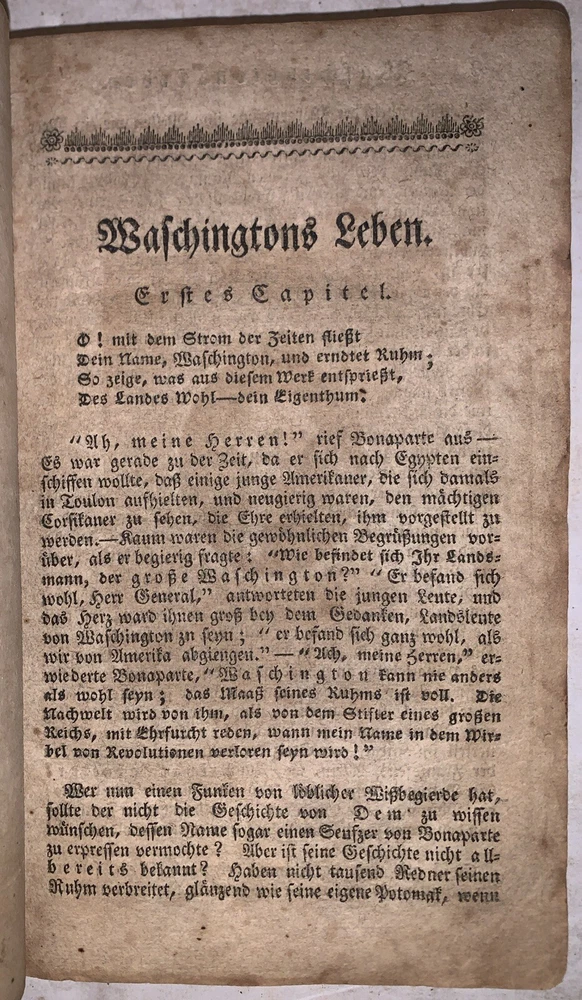 Waschingtons Leben.
Erstes Capitel.
O! mit dem Strom der Zeiten fließt
Dein Name, Waschington, und erndtet Ruhm;
So zeige, was aus diesem Werk entsprießt,
Des Landes Wohl—dein Eigenthum.
"Ah, meine Herren!" rief Bonaparte aus—
Es war gerade zu der Zeit, da er sich nach Egypten ein-
schiffen wollte, daß einige junge Amerikaner, die sich damals
in Toulon aufhielten, und neugierig waren, den mächtigen
Corsikaner zu sehen, die Ehre erhielten, ihm vorgestellt zu
werden.—Kaum waren die gewöhnlichen Begrüßungen vor-
über, als er begierig fragte: "Wie befindet sich Ihr Lands-
mann, der große Waschington?" "Er befand sich
wohl, Herr General," antworteten die jungen Leute, und
das Herz ward ihnen groß bey dem Gedanken, Landsleute
von Waschington zu seyn; "er befand sich ganz wohl, als
wir von Amerika abgiengen."—"Ach, meine Herren," er-
wiederte Bonaparte, "Waschington kann nie anders
als wohl seyn; das Maaß seines Ruhms ist voll. Die
Nachwelt wird von ihm, als von dem Stifter eines großen
Reichs, mit Ehrfurcht reden, wann mein Name in dem Wir-
bel von Revolutionen verloren seyn wird!"
Wer nun einen Funken von löblicher Wißbegierde hat,
sollte der nicht die Geschichte von Dem zu wissen
wünschen, dessen Name sogar einen Seufzer von Bonaparte
zu erpressen vermochte? Aber ist seine Geschichte nicht all-
bereits bekannt? Haben nicht tausend Redner seinen
Ruhm verbreitet, glänzend wie seine eigene Potomak, wenn